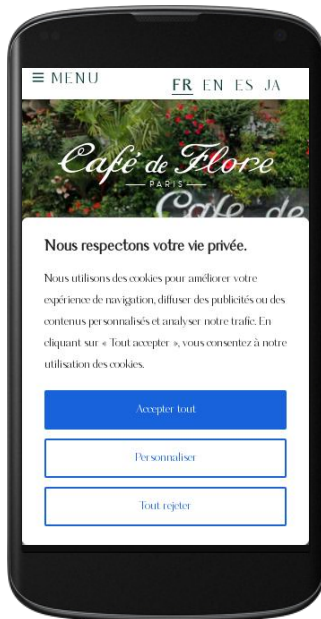 ≡ MENU
FR EN ES JA
Café de Flore
PARIS
Café de
Nous respectons votre vie privée.
Nous utilisons des cookies pour améliorer votre
expérience de navigation, diffuser des publicités ou des
contenus personnalisés et analyser notre trafic. En
cliquant sur « Tout accepter », vous consentez à notre
utilisation des cookies.
Accepter tout
Personnaliser
Tout rejeter